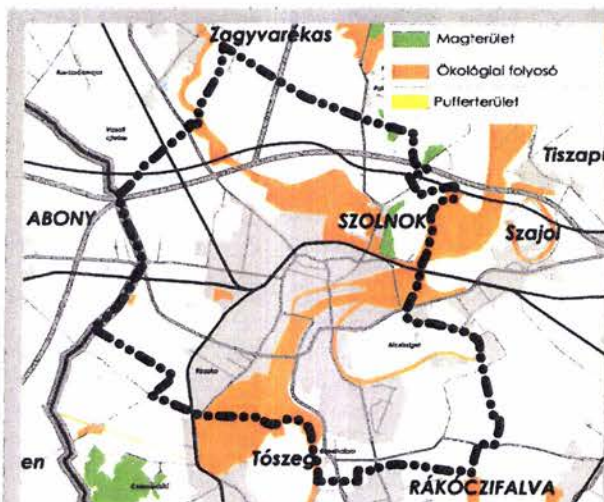 Zagyvarékas
Magterület
Ökológiai folyosó
Pufferterület
Tiszapü
ABONY
SZOLNOK
Szajol
Tószeg
en
RÁKÓCZIFALVA